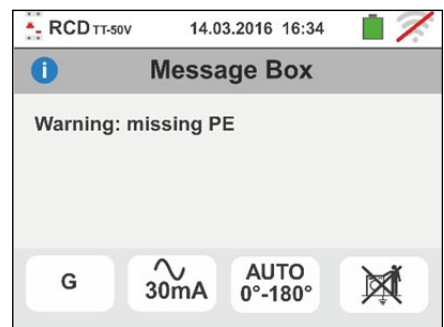 RCD TT-50V 14.03.2016 16:34
i Message Box
Warning: missing PE
G 30mA AUTO
0°-180°